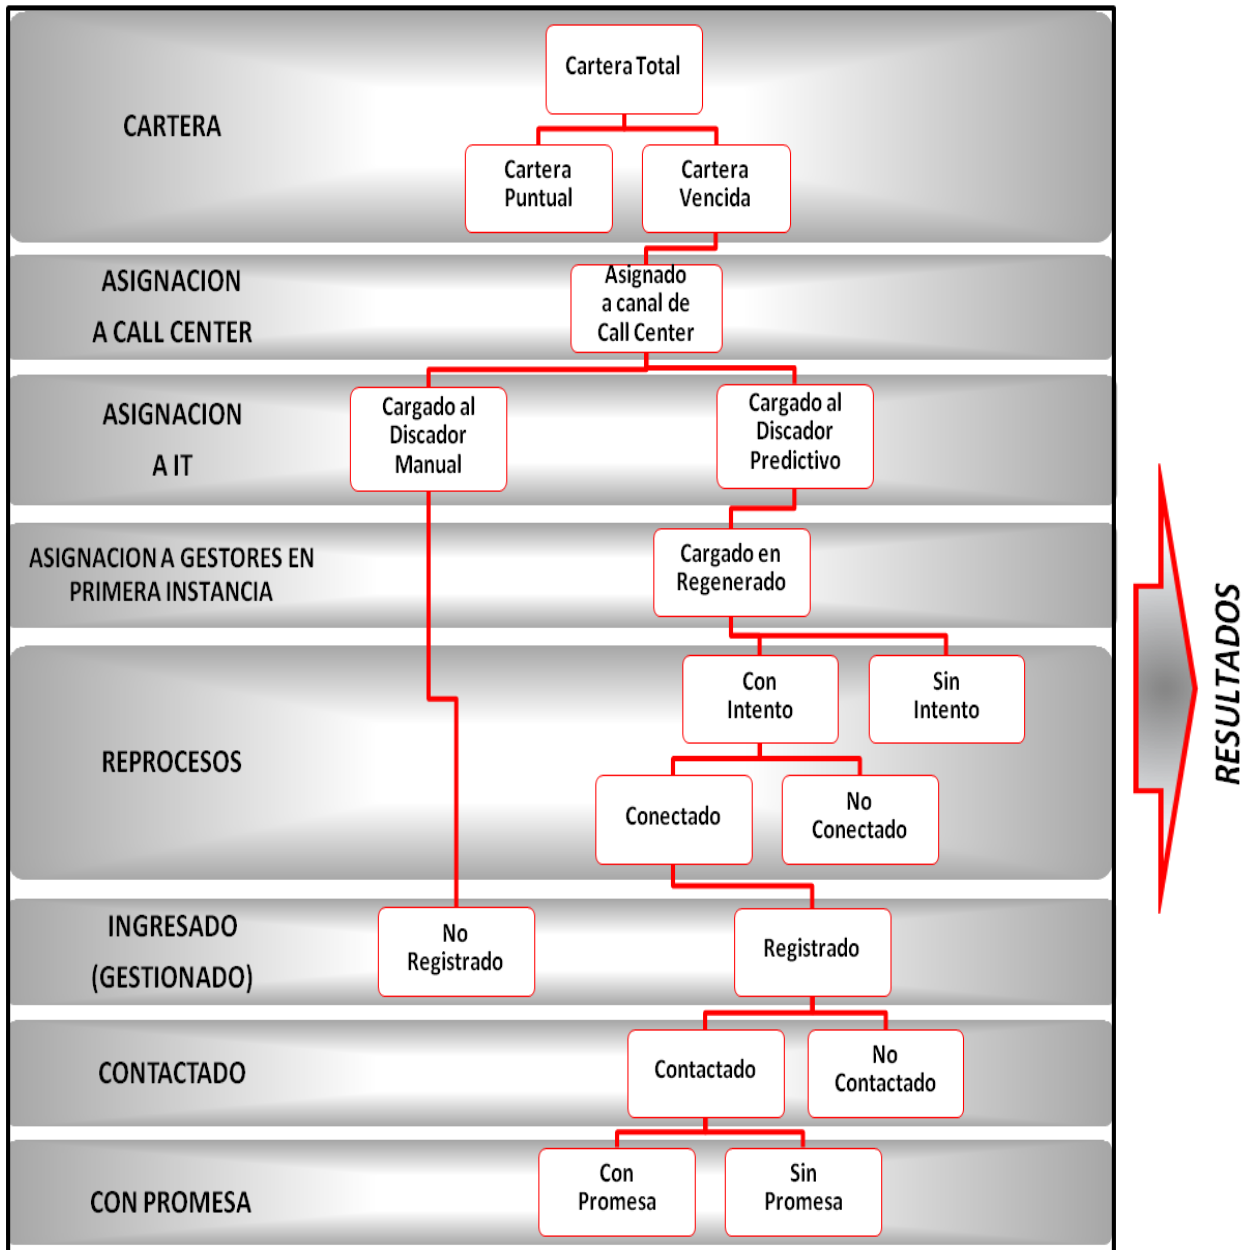 Cartera Total
CARTERA
Cartera
Puntual
Cartera
Vencida
ASIGNACION
A CALL CENTER
Asignado
a canal de
Call Center
ASIGNACION
A IT
Cargado al
Discador
Manual
Cargado al
Discador
Predictivo
ASIGNACION A GESTORES EN
PRIMERA INSTANCIA
Cargado en
Regenerado
REPROCESOS
Con
Intento
Sin
Intento
Conectado
No
Conectado
INGRESADO
(GESTIONADO)
No
Registrado
Registrado
CONTACTADO
Contactado
No
Contactado
CON PROMESA
Con
Promesa
Sin
Promesa
RESULTADOS